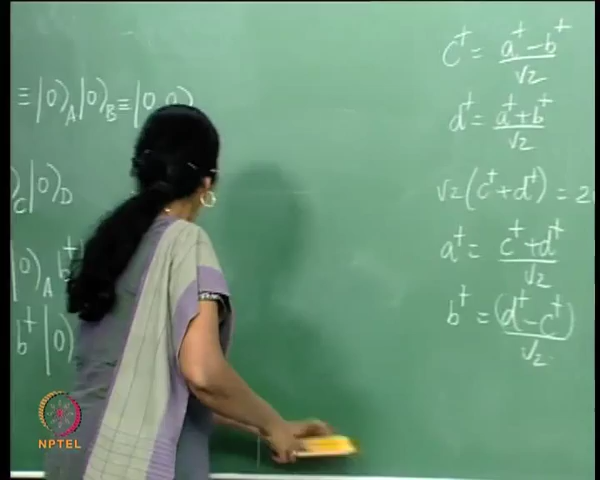 ≡|0⟩_A|0⟩_B≡|0 0⟩
⟩_C|0⟩_D
|0⟩_A b†
b†|0⟩
c† = a†-b† / √2
d† = a†+b† / √2
√2(c†+d†) = 2
a† = c†+d† / √2
b† = (d†-c†) / √2
NPTEL